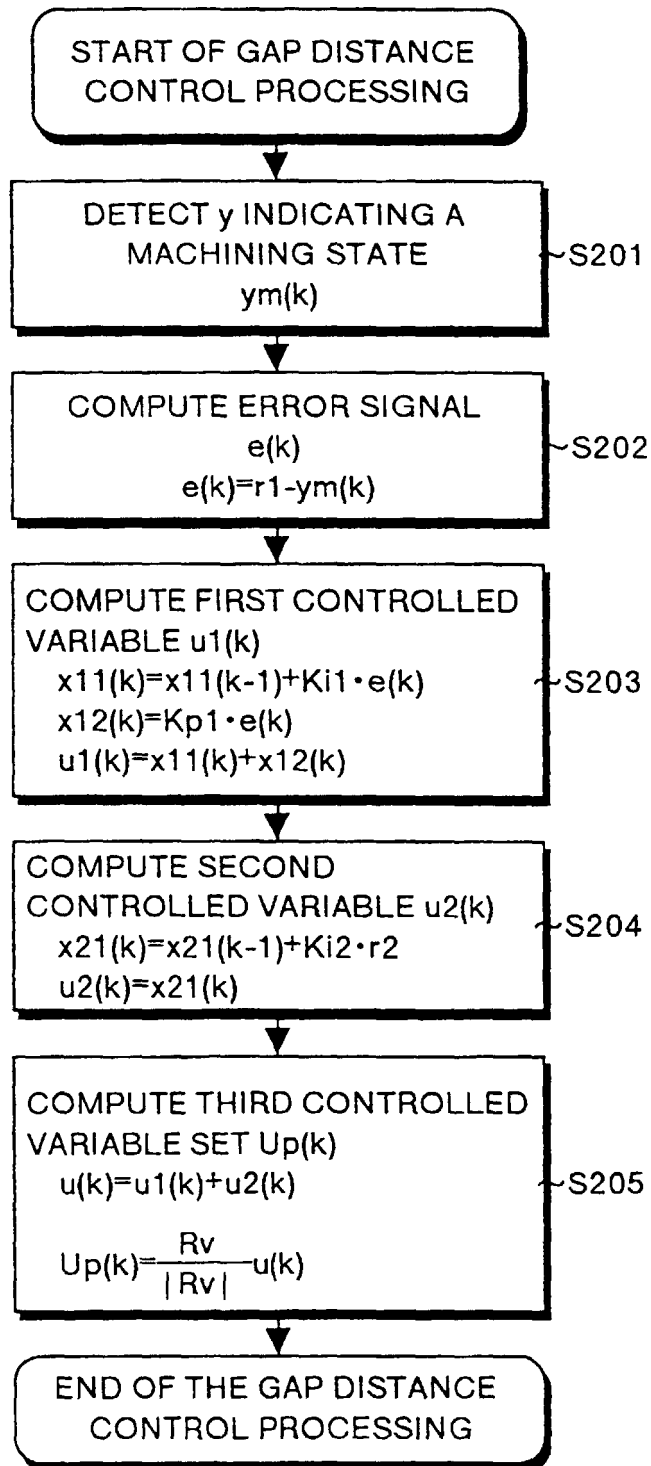 START OF GAP DISTANCE
CONTROL PROCESSING
DETECT y INDICATING A
MACHINING STATE
ym(k)
S201
COMPUTE ERROR SIGNAL
e(k)
e(k)=r1-ym(k)
S202
COMPUTE FIRST CONTROLLED
VARIABLE u1(k)
x11(k)=x11(k-1)+Ki1·e(k)
x12(k)=Kp1·e(k)
u1(k)=x11(k)+x12(k)
S203
COMPUTE SECOND
CONTROLLED VARIABLE u2(k)
x21(k)=x21(k-1)+Ki2·r2
u2(k)=x21(k)
S204
COMPUTE THIRD CONTROLLED
VARIABLE SET Up(k)
u(k)=u1(k)+u2(k)
Up(k)=Rv/|Rv| u(k)
S205
END OF THE GAP DISTANCE
CONTROL PROCESSING